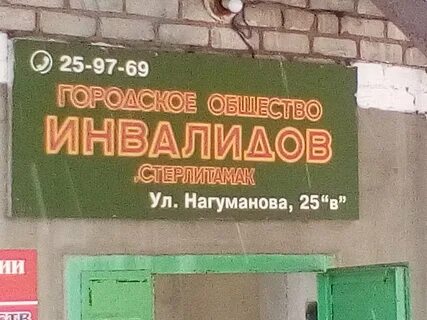 25-97-69
ГОРОДСКОЕ ОБЩЕСТВО
ИНВАЛИДОВ
г.СТЕРЛИТАМАК
Ул. Нагуманова, 25 "в"